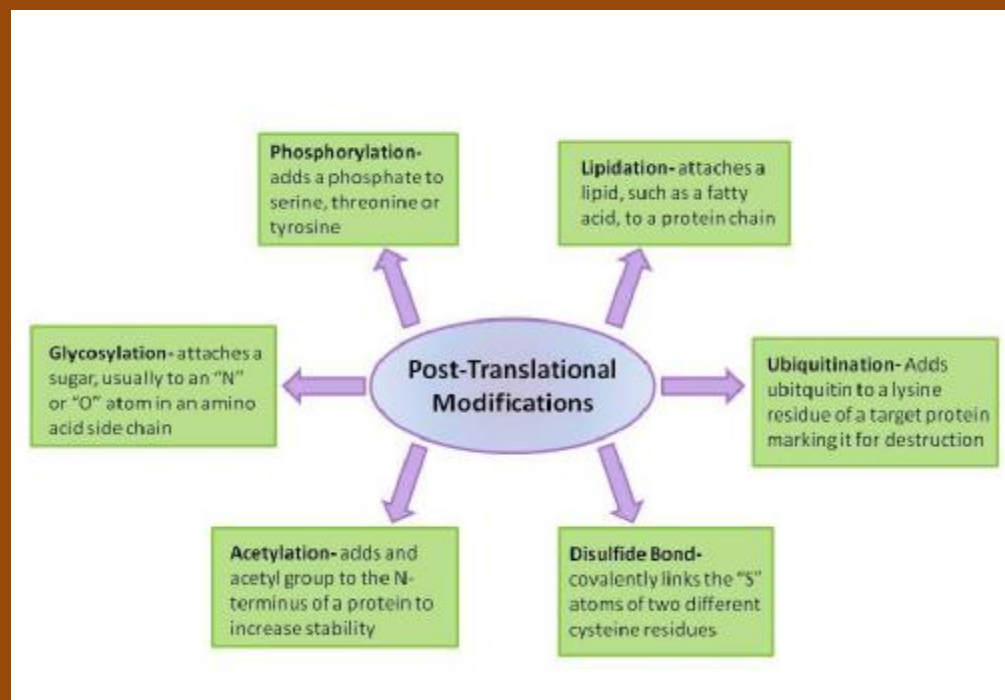 Phosphorylation-
adds a phosphate to
serine, threonine or
tyrosine
Lipidation- attaches a
lipid, such as a fatty
acid, to a protein chain
Glycosylation- attaches a
sugar, usually to an “N”
or “O” atom in an amino
acid side chain
Post-Translational
Modifications
Ubiquitination- Adds
ubitquitin to a lysine
residue of a target protein
marking it for destruction
Acetylation- adds and
acetyl group to the N-
terminus of a protein to
increase stability
Disulfide Bond-
covalently links the “S”
atoms of two different
cysteine residues